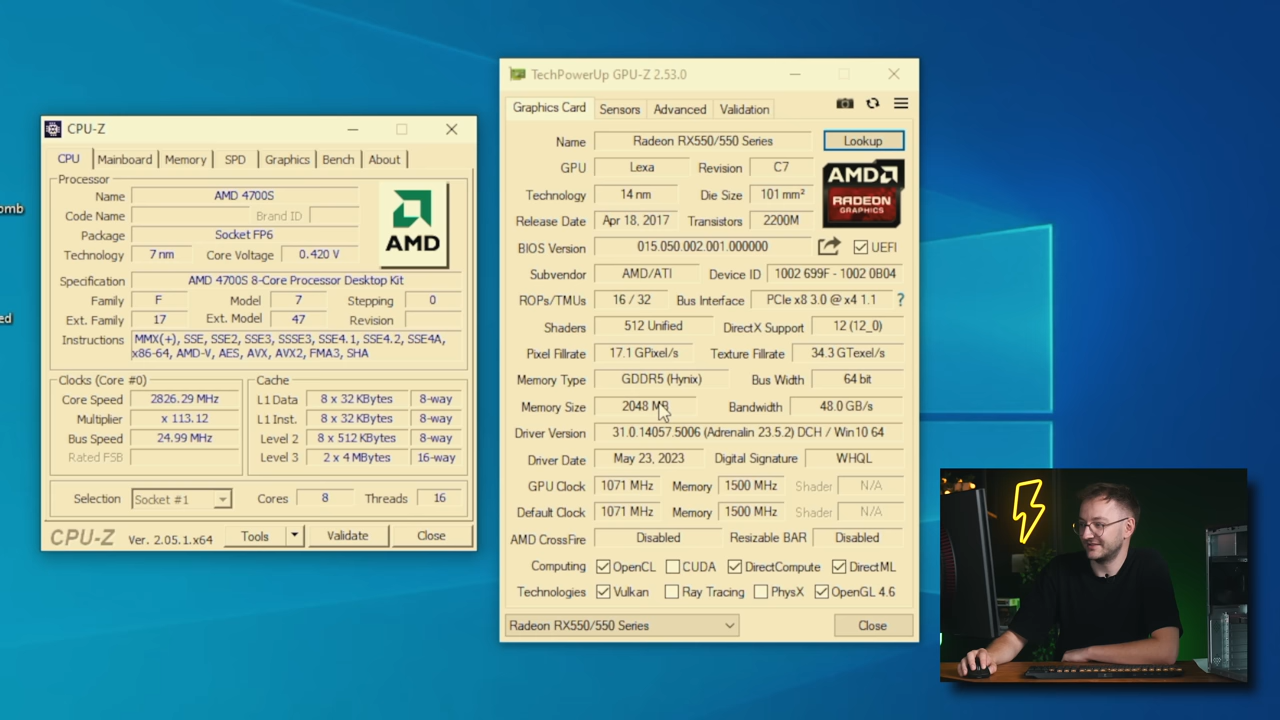 omb
ed
CPU-Z
CPU Mainboard Memory SPD Graphics Bench About
Processor
Name AMD 4700S
Code Name Brand ID
Package Socket FP6
Technology 7 nm Core Voltage 0.420 V
AMD
Specification AMD 4700S 8-Core Processor Desktop Kit
Family F Model 7 Stepping 0
Ext. Family 17 Ext. Model 47 Revision
Instructions MMX(+), SSE, SSE2, SSE3, SSSE3, SSE4.1, SSE4.2, SSE4A,
x86-64, AMD-V, AES, AVX, AVX2, FMA3, SHA
Clocks (Core #0)
Core Speed 2826.29 MHz
Multiplier x 113.12
Bus Speed 24.99 MHz
Rated FSB
Cache
L1 Data 8 x 32 KBytes 8-way
L1 Inst. 8 x 32 KBytes 8-way
Level 2 8 x 512 KBytes 8-way
Level 3 2 x 4 MBytes 16-way
Selection Socket #1 Cores 8 Threads 16
CPU-Z Ver. 2.05.1.x64 Tools Validate Close
TechPowerUp GPU-Z 2.53.0
Graphics Card Sensors Advanced Validation
Name Radeon RX550/550 Series Lookup
GPU Lexa Revision C7
AMD
RADEON
GRAPHICS
Technology 14 nm Die Size 101 mm²
Release Date Apr 18, 2017 Transistors 2200M
BIOS Version 015.050.002.001.000000 UEFI
Subvendor AMD/ATI Device ID 1002 699F - 1002 0B04
ROPs/TMUs 16 / 32 Bus Interface PCIe x8 3.0 @ x4 1.1 ?
Shaders 512 Unified DirectX Support 12 (12_0)
Pixel Fillrate 17.1 GPixel/s Texture Fillrate 34.3 GTexel/s
Memory Type GDDR5 (Hynix) Bus Width 64 bit
Memory Size 2048 MB Bandwidth 48.0 GB/s
Driver Version 31.0.14057.5006 (Adrenalin 23.5.2) DCH / Win10 64
Driver Date May 23, 2023 Digital Signature WHQL
GPU Clock 1071 MHz Memory 1500 MHz Shader N/A
Default Clock 1071 MHz Memory 1500 MHz Shader N/A
AMD CrossFire Disabled Resizable BAR Disabled
Computing OpenCL CUDA DirectCompute DirectML
Technologies Vulkan Ray Tracing PhysX OpenGL 4.6
Radeon RX550/550 Series Close